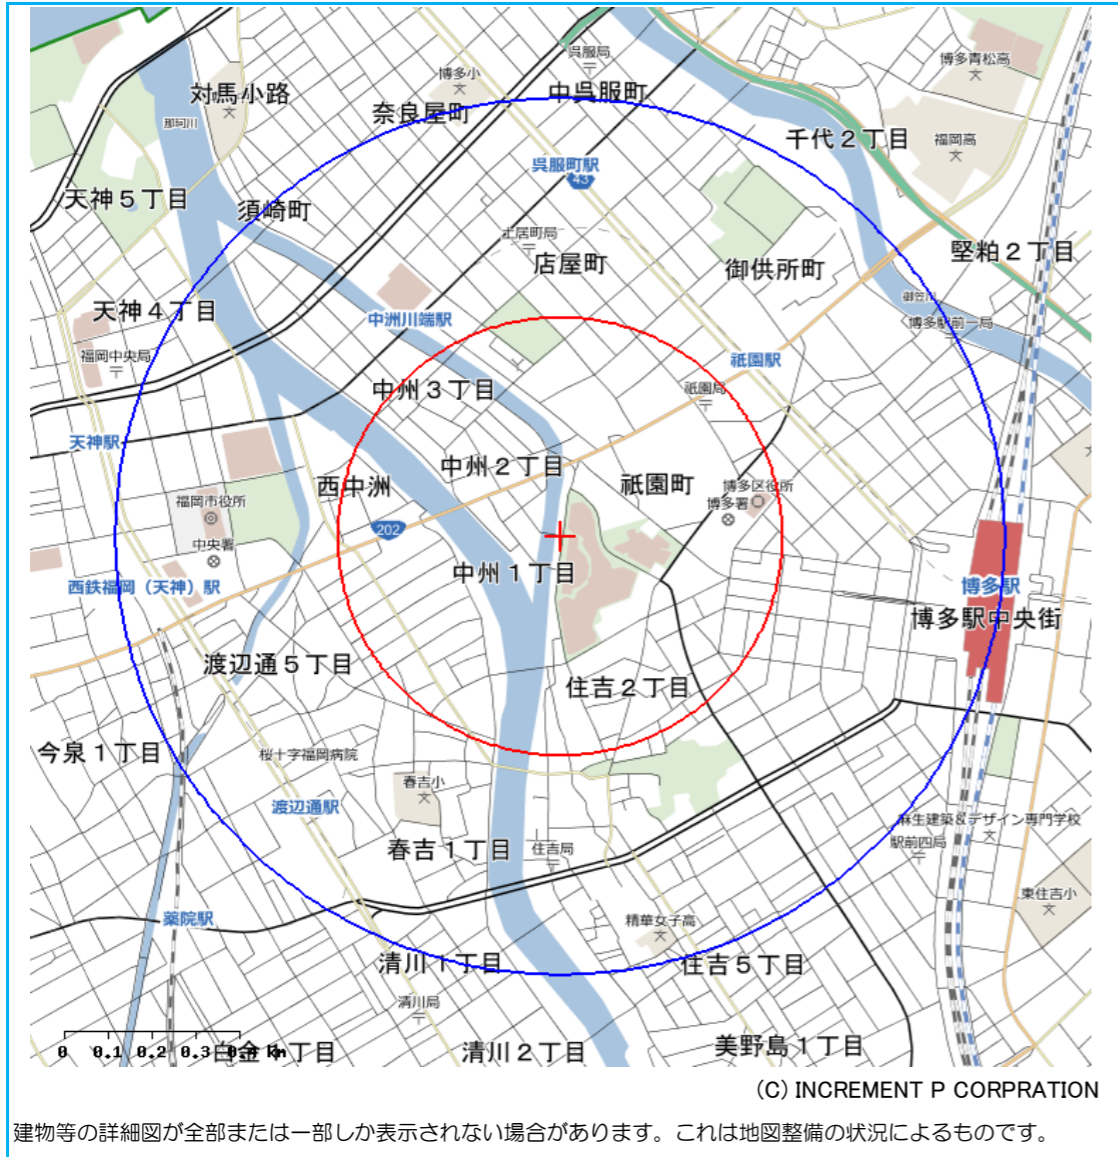 呉服局
博多小
博多青松高
対馬小路
奈良屋町
中呉服町
那珂川
千代２丁目
福岡高
呉服町駅
43
天神５丁目
須崎町
土居町局
堅粕２丁目
店屋町
御供所町
御笠川
天神４丁目
中洲川端駅
博多駅前一局
福岡中央局
祇園駅
中州３丁目
祇園局
天神駅
中州２丁目
西中洲
祇園町
博多区役所
福岡市役所
博多署
202
中央署
中州１丁目
西鉄福岡（天神）駅
博多駅
博多駅中央街
渡辺通５丁目
住吉２丁目
今泉１丁目
桜十字福岡病院
春吉小
渡辺通駅
麻生建築&デザイン専門学校
春吉１丁目
住吉局
駅前四局
東住吉小
薬院駅
精華女子高
清川１丁目
住吉５丁目
清川局
0 0.1 0.2 0.3 0.4 km
丁目
清川２丁目
美野島１丁目
(C) INCREMENT P CORPRATION
建物等の詳細図が全部または一部しか表示されない場合があります。これは地図整備の状況によるものです。